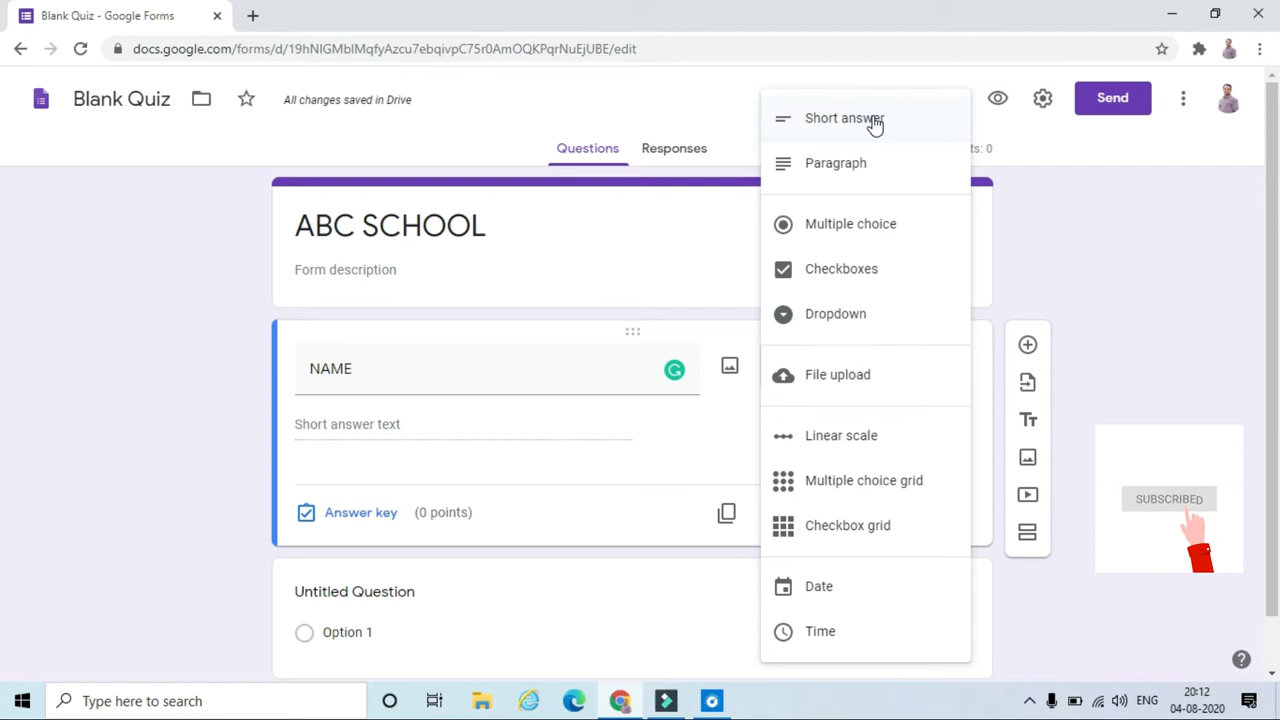 Blank Quiz - Google Forms
docs.google.com/forms/d/19hNIGMblMqfyAzcu7ebqivpC75r0AmOQKPqrNuEjUBE/edit
Blank Quiz
All changes saved in Drive
Send
Questions
Responses
ts: 0
ABC SCHOOL
Form description
NAME
Short answer text
Answer key
(0 points)
Untitled Question
Option 1
Short answer
Paragraph
Multiple choice
Checkboxes
Dropdown
File upload
Linear scale
Multiple choice grid
Checkbox grid
Date
Time
Tт
SUBSCRIBED
Type here to search
ENG
20:12
04-08-2020